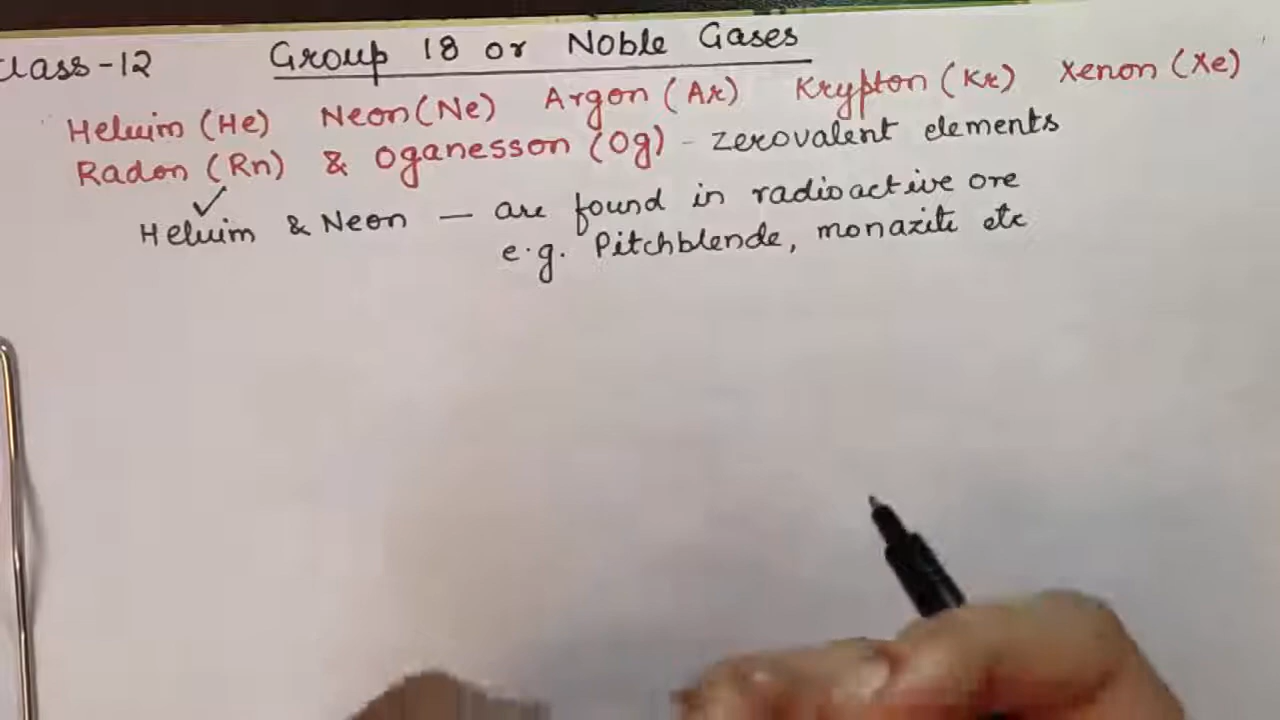 Class-12 Group 18 or Noble Gases
Heluim (He) Neon (Ne) Argon (Ar) Krypton (Kr) Xenon (Xe)
Radon (Rn) & Oganesson (Og) - zerovalent elements
Heluim & Neon — are found in radioactive ore
e.g. Pitchblende, monazite etc